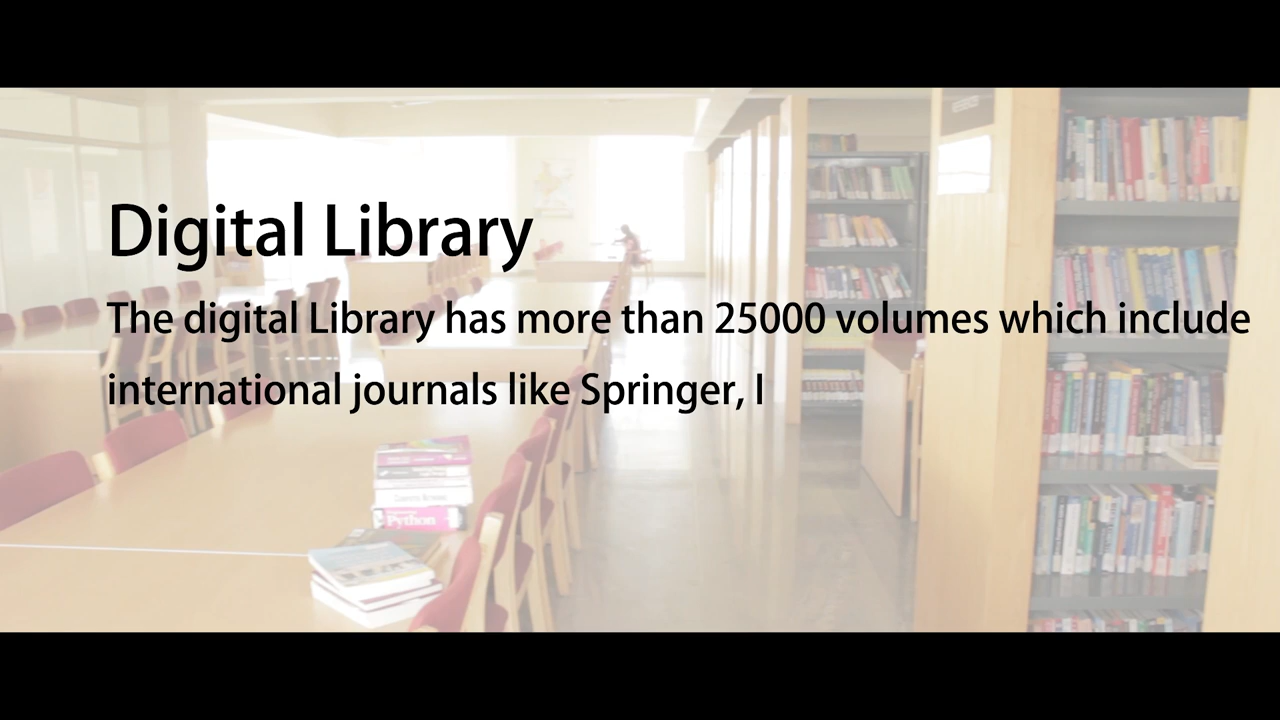 Digital Library
The digital Library has more than 25000 volumes which include
international journals like Springer, I
Python